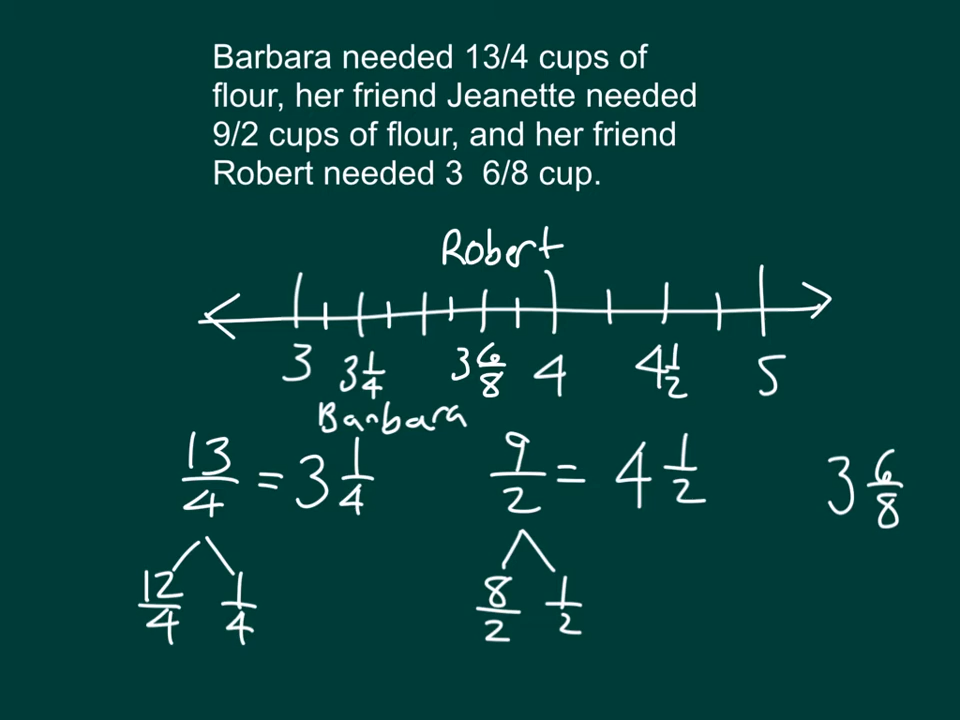 Barbara needed 13/4 cups of
flour, her friend Jeanette needed
9/2 cups of flour, and her friend
Robert needed 3 6/8 cup.
Robert
3 3 1/4 3 6/8 4 4 1/2 5
Barbara
13/4 = 3 1/4 9/2 = 4 1/2 3 6/8
12/4 1/4 8/2 1/2